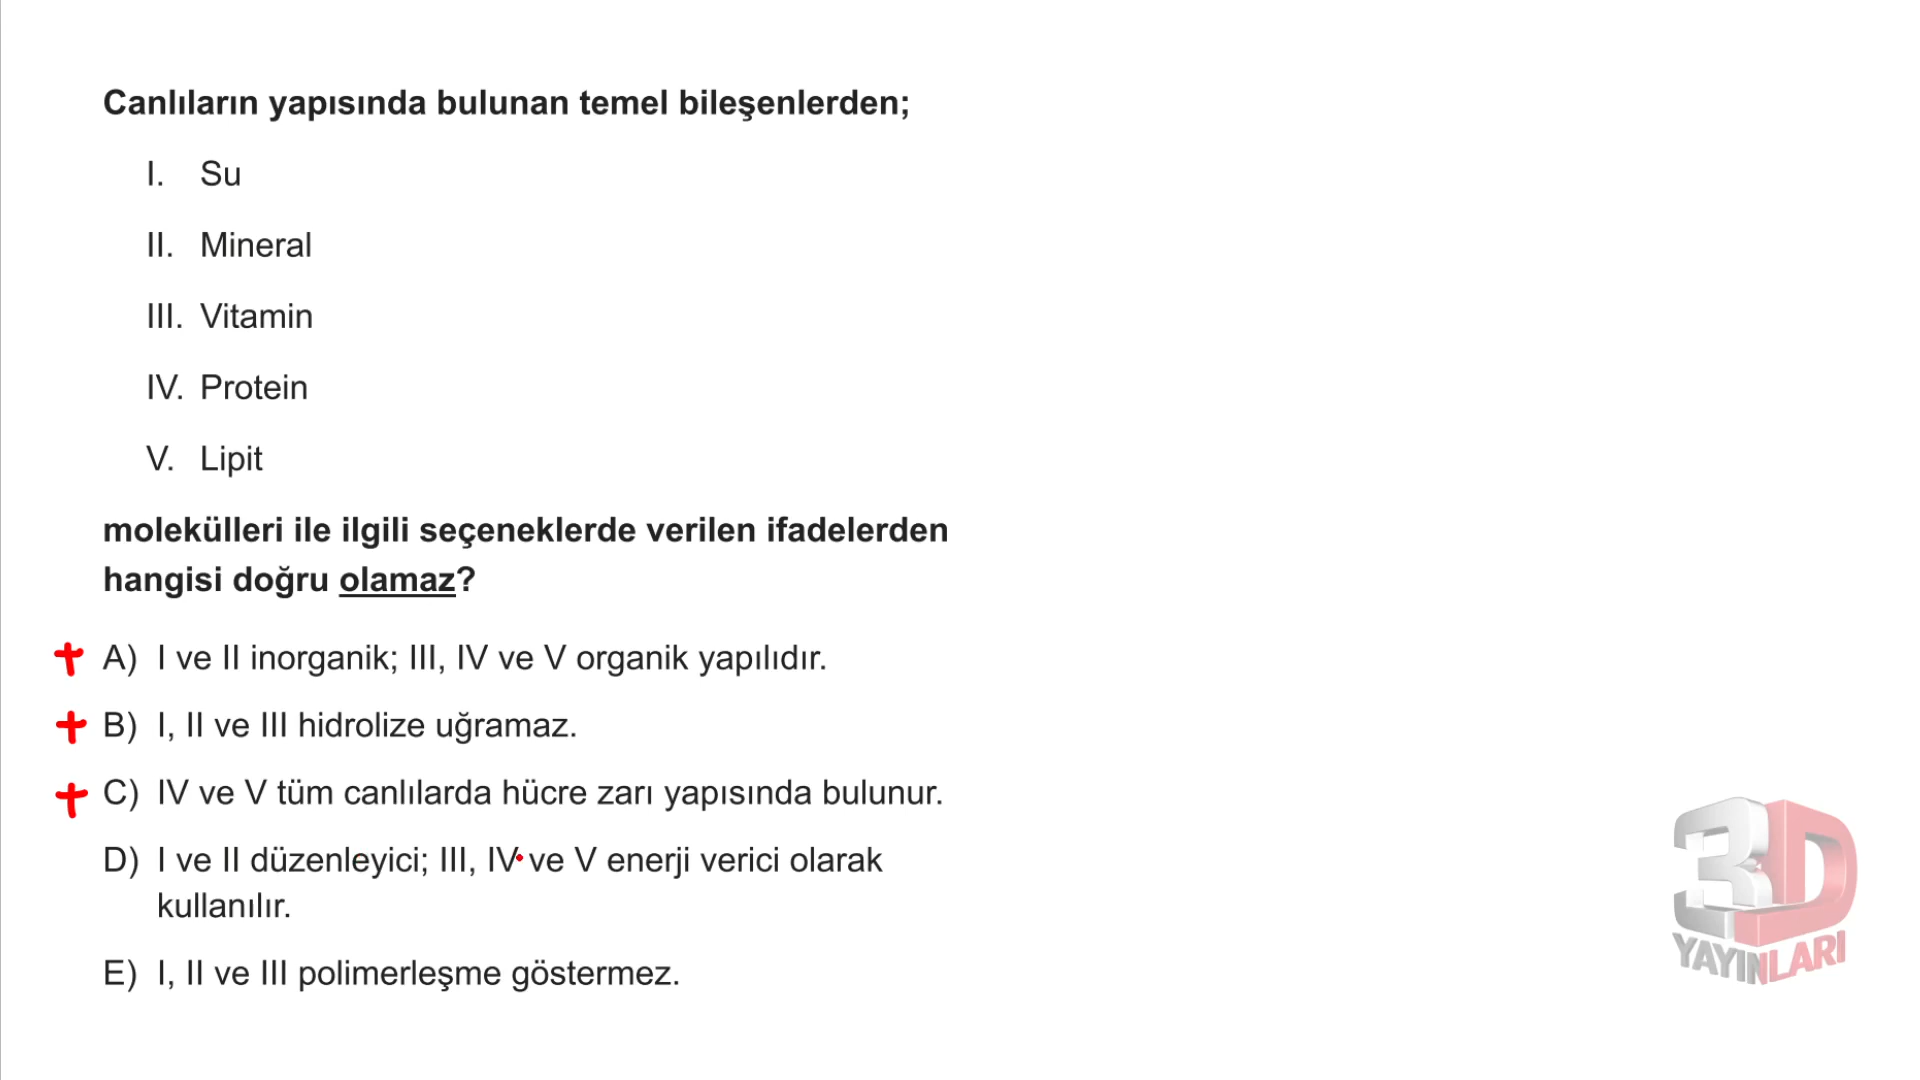 Canlıların yapısında bulunan temel bileşenlerden;
I. Su
II. Mineral
III. Vitamin
IV. Protein
V. Lipit
molekülleri ile ilgili seçeneklerde verilen ifadelerden
hangisi doğru olamaz?
+ A) I ve II inorganik; III, IV ve V organik yapılıdır.
+ B) I, II ve III hidrolize uğramaz.
+ C) IV ve V tüm canlılarda hücre zarı yapısında bulunur.
D) I ve II düzenleyici; III, IV ve V enerji verici olarak
kullanılır.
E) I, II ve III polimerleşme göstermez.
3D
YAYINLARI